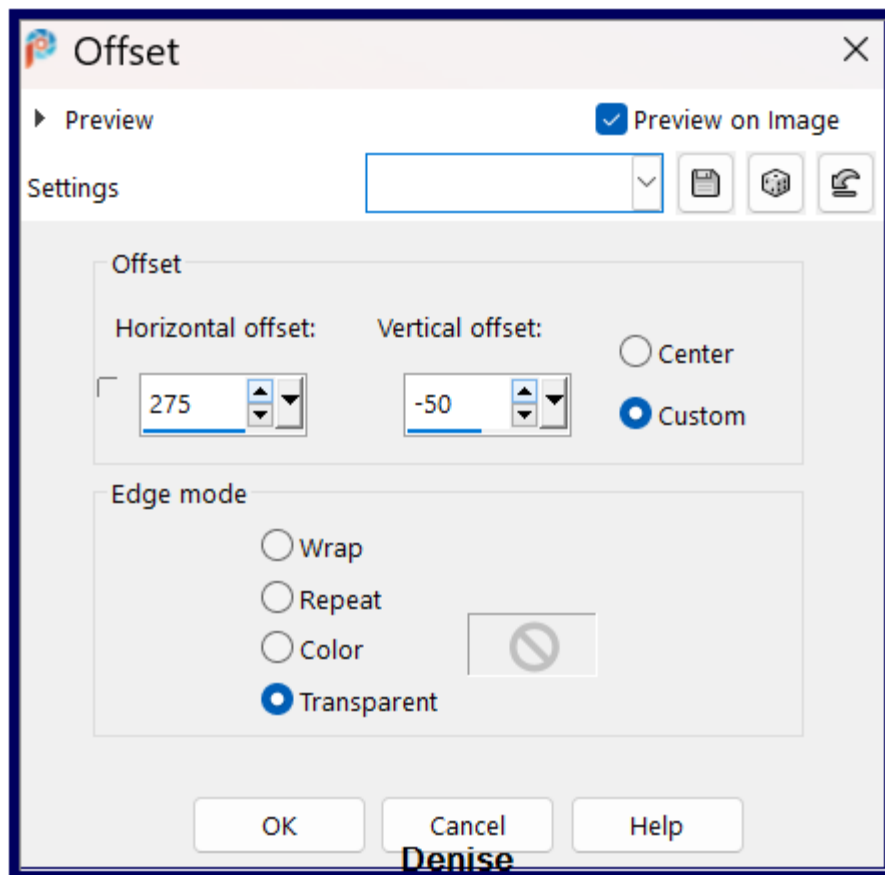 Offset
Preview
Preview on Image
Settings
Offset
Horizontal offset:
Vertical offset:
Center
275
-50
Custom
Edge mode
Wrap
Repeat
Color
Transparent
OK
Cancel
Help
Denise